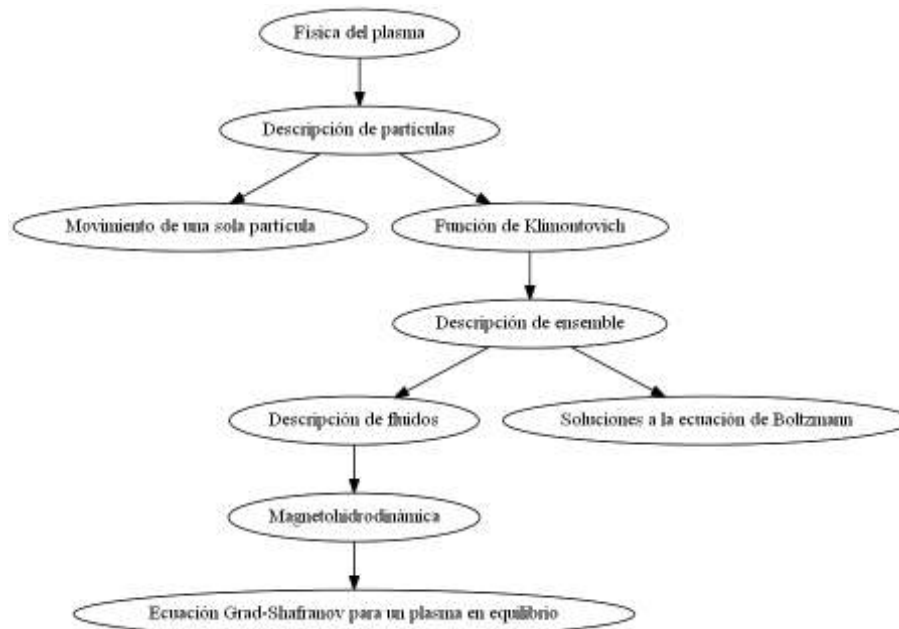 Física del plasma
Descripción de partículas
Movimiento de una sola partícula
Función de Klimontovich
Descripción de ensemble
Descripción de fluidos
Soluciones a la ecuación de Boltzmann
Magnetohidrodinámica
Ecuación Grad-Shafranov para un plasma en equilibrio